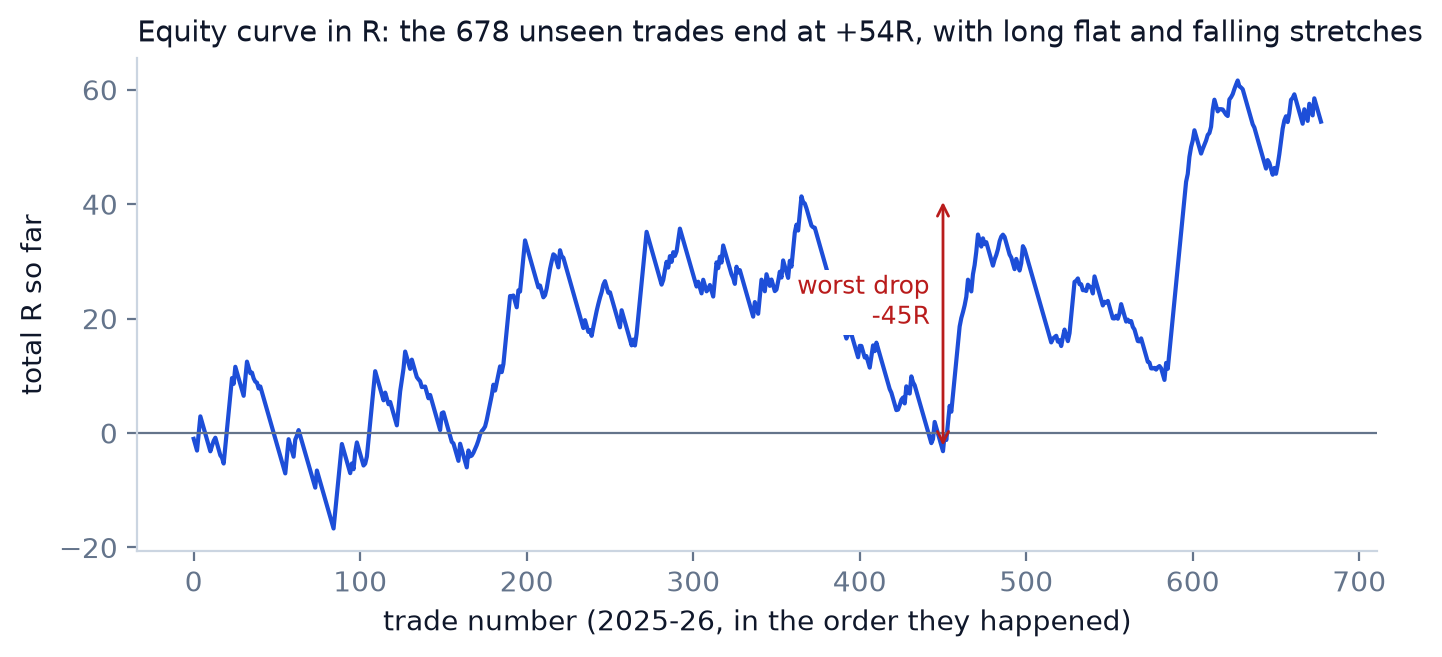 Equity curve in R: the 678 unseen trades end at +54R, with long flat and falling stretches
60
40
20
0
−20
total R so far
worst drop
-45R
0 100 200 300 400 500 600 700
trade number (2025-26, in the order they happened)